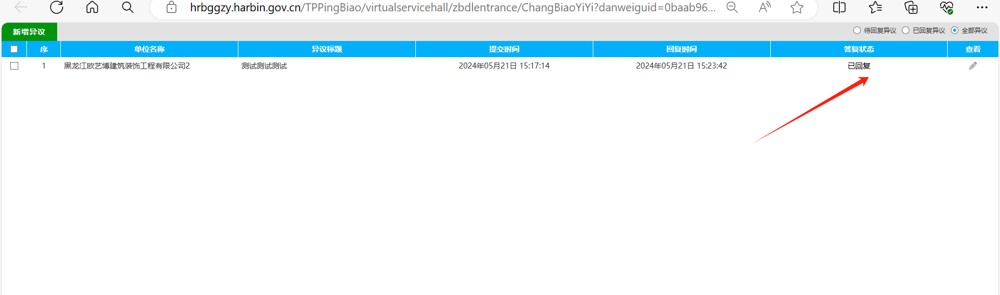 hrbggzy.harbin.gov.cn/TPPingBiao/virtualservicehall/zbdlentrance/ChangBiaoYiYi?danweiguid=0baab96...
新增异议 待回复异议 已回复异议 全部异议
序 单位名称 异议标题 提交时间 回复时间 答复状态 查看
1 黑龙江欧艺博建筑装饰工程有限公司2 测试测试测试 2024年05月21日 15:17:14 2024年05月21日 15:23:42 已回复